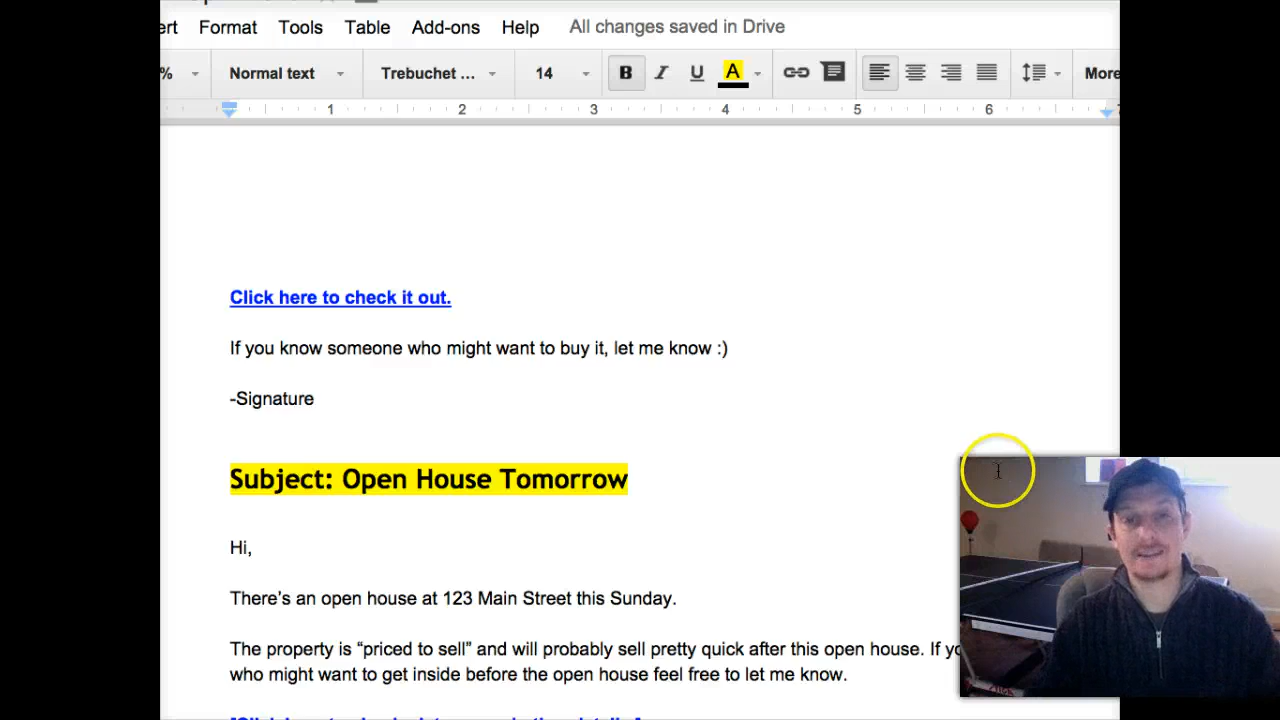 Format Tools Table Add-ons Help All changes saved in Drive
% Normal text Trebuchet ... 14 B I U A More
1 2 3 4 5 6
Click here to check it out.
If you know someone who might want to buy it, let me know :)
-Signature
Subject: Open House Tomorrow
Hi,
There’s an open house at 123 Main Street this Sunday.
The property is “priced to sell” and will probably sell pretty quick after this open house. If
who might want to get inside before the open house feel free to let me know.